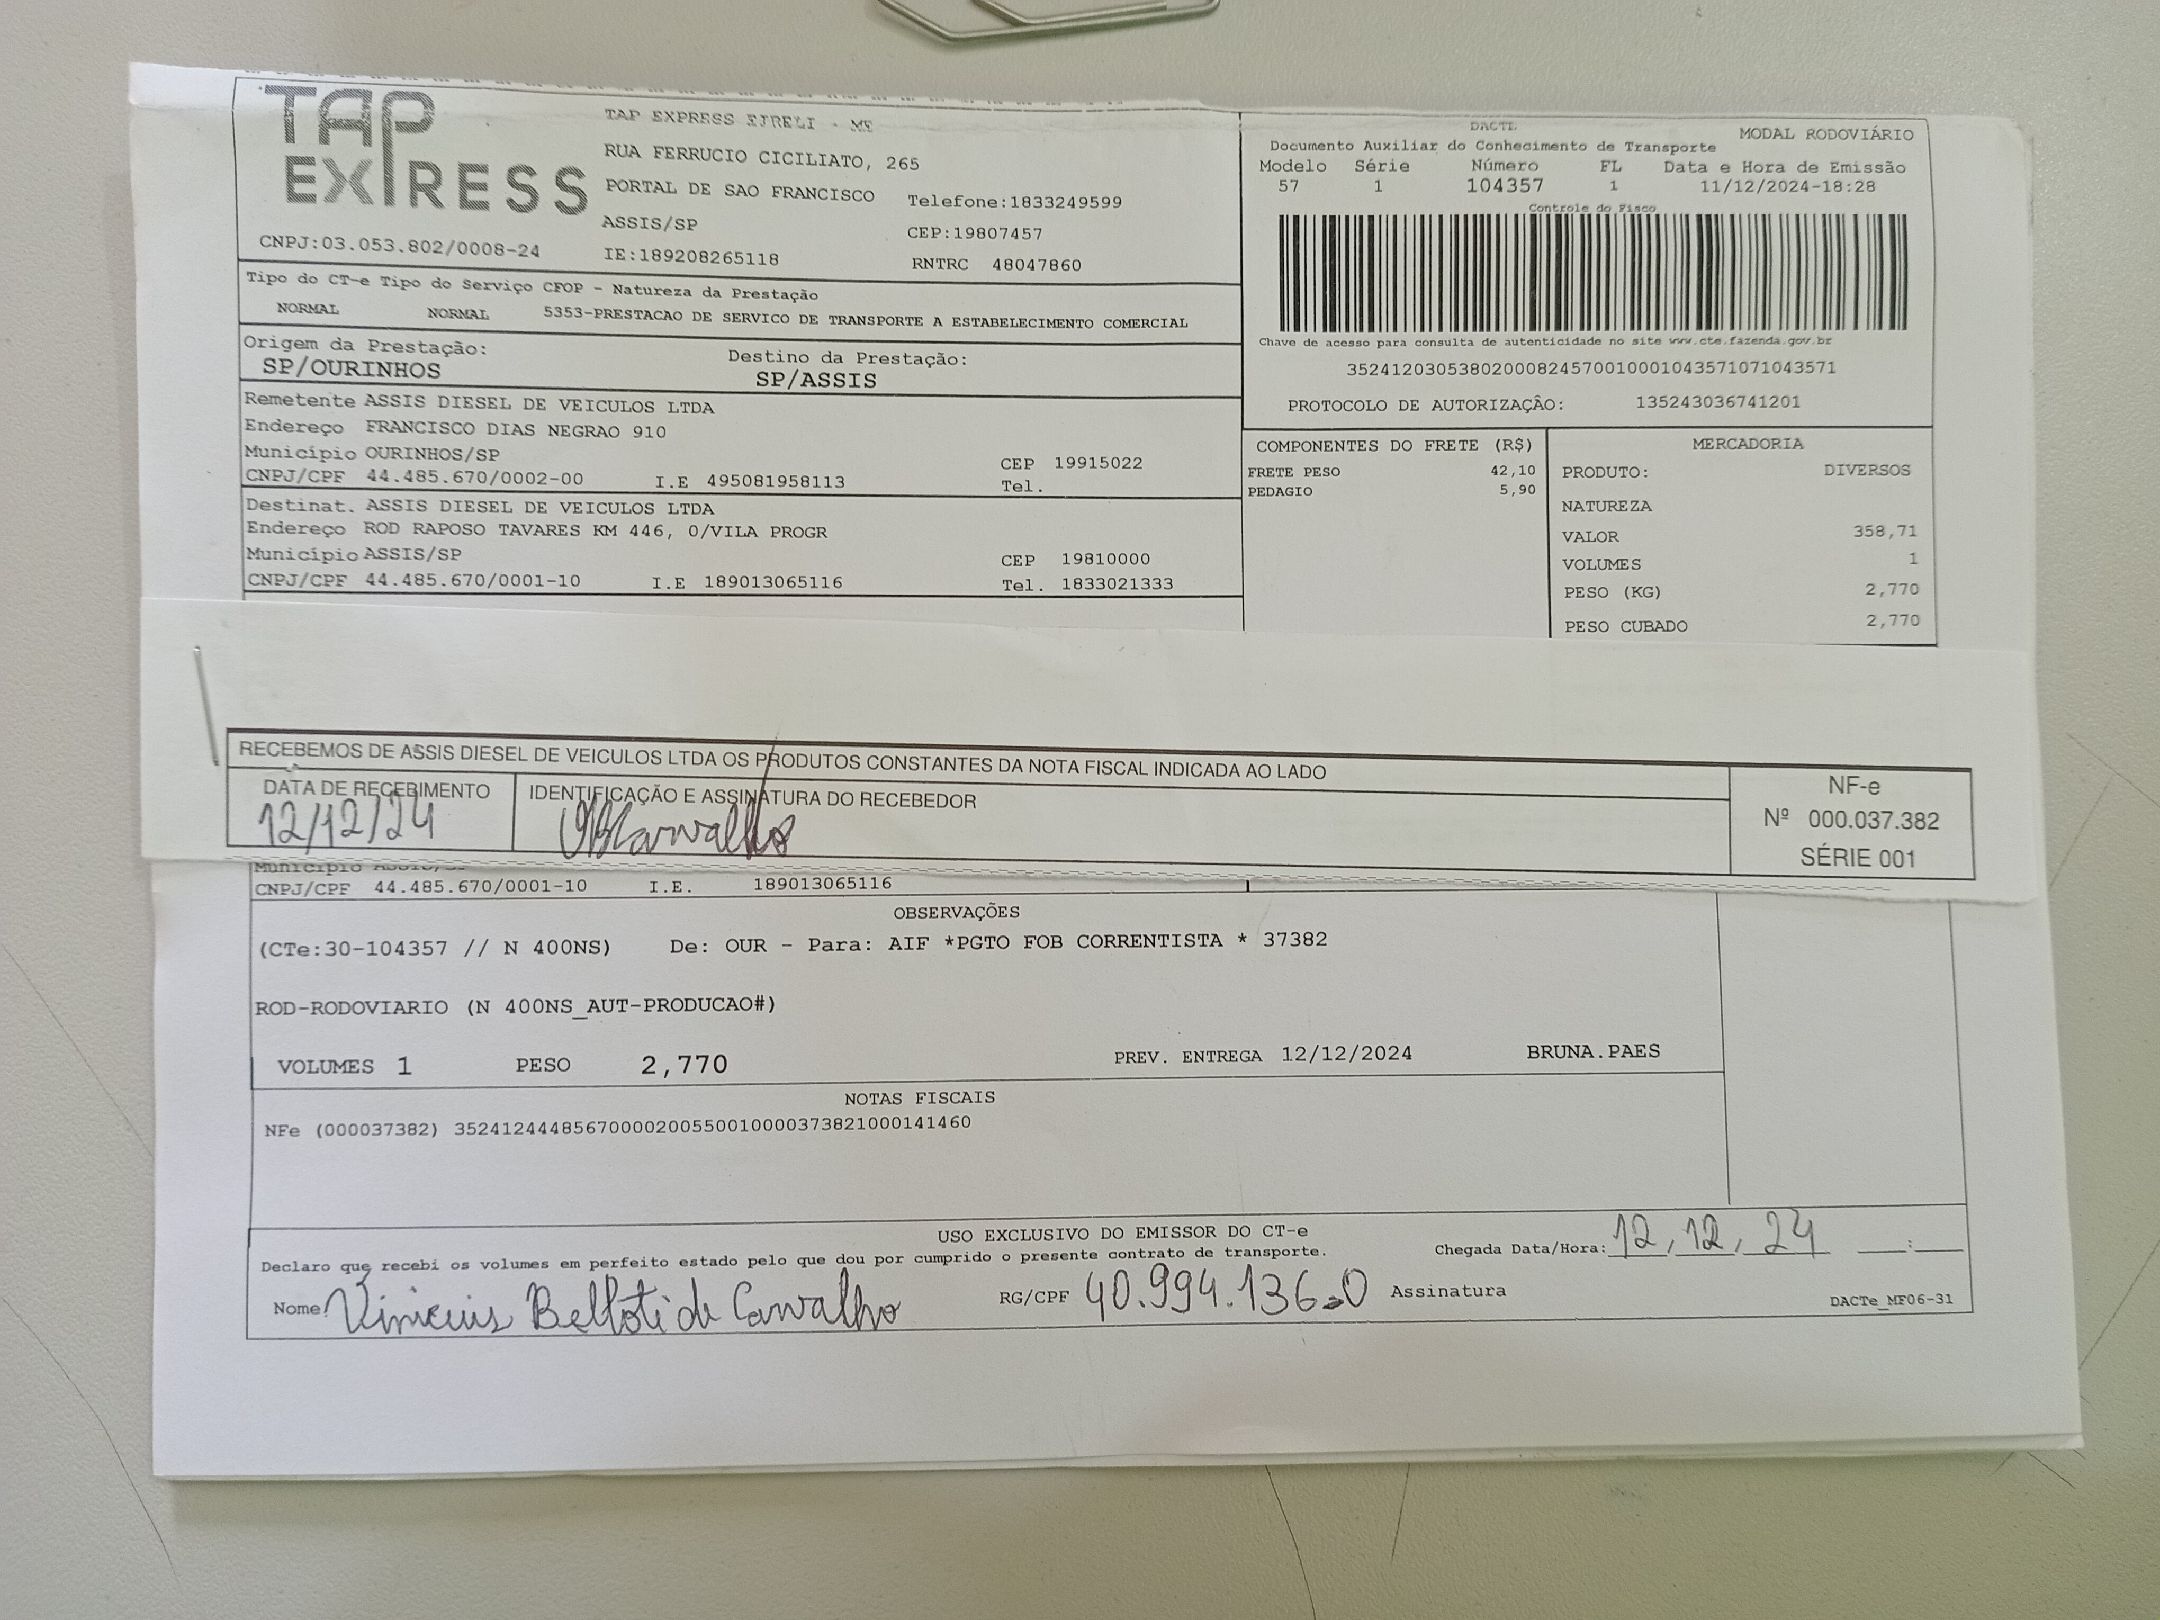 TAP
EXPRESS
TAP EXPRESS EIRELI - ME
RUA FERRUCIO CICILIATO, 265
PORTAL DE SAO FRANCISCO Telefone:1833249599
ASSIS/SP CEP:19807457
CNPJ:03.053.802/0008-24 IE:189208265118 RNTRC 48047860
DACTE MODAL RODOVIÁRIO
Documento Auxiliar do Conhecimento de Transporte
Modelo Série Número FL Data e Hora de Emissão
57 1 104357 1 11/12/2024-18:28
Controle do Fisco
Chave de acesso para consulta de autenticidade no site www.cte.fazenda.gov.br
35241203053802000824570010001043571071043571
PROTOCOLO DE AUTORIZAÇÃO: 135243036741201
Tipo do CT-e Tipo do Serviço CFOP - Natureza da Prestação
NORMAL NORMAL 5353-PRESTACAO DE SERVICO DE TRANSPORTE A ESTABELECIMENTO COMERCIAL
Origem da Prestação: Destino da Prestação:
SP/OURINHOS SP/ASSIS
Remetente ASSIS DIESEL DE VEICULOS LTDA
Endereço FRANCISCO DIAS NEGRAO 910
Município OURINHOS/SP CEP 19915022
CNPJ/CPF 44.485.670/0002-00 I.E 495081958113 Tel.
Destinat. ASSIS DIESEL DE VEICULOS LTDA
Endereço ROD RAPOSO TAVARES KM 446, 0/VILA PROGR
Município ASSIS/SP CEP 19810000
CNPJ/CPF 44.485.670/0001-10 I.E 189013065116 Tel. 1833021333
COMPONENTES DO FRETE (R$)
FRETE PESO 42,10
PEDAGIO 5,90
MERCADORIA
PRODUTO: DIVERSOS
NATUREZA
VALOR 358,71
VOLUMES 1
PESO (KG) 2,770
PESO CUBADO 2,770
RECEBEMOS DE ASSIS DIESEL DE VEICULOS LTDA OS PRODUTOS CONSTANTES DA NOTA FISCAL INDICADA AO LADO
DATA DE RECEBIMENTO IDENTIFICAÇÃO E ASSINATURA DO RECEBEDOR
12/12/24
NF-e
Nº 000.037.382
SÉRIE 001
Município ASSIS/SP
CNPJ/CPF 44.485.670/0001-10 I.E. 189013065116
OBSERVAÇÕES
(CTe:30-104357 // N 400NS) De: OUR - Para: AIF *PGTO FOB CORRENTISTA * 37382
ROD-RODOVIARIO (N 400NS_AUT-PRODUCAO#)
VOLUMES 1 PESO 2,770 PREV. ENTREGA 12/12/2024 BRUNA.PAES
NOTAS FISCAIS
NFe (000037382) 35241244485670000200550010000373821000141460
USO EXCLUSIVO DO EMISSOR DO CT-e
Declaro que recebi os volumes em perfeito estado pelo que dou por cumprido o presente contrato de transporte. Chegada Data/Hora: 12, 12, 24 :
Nome Vinicius Belloti de Carvalho RG/CPF 40.994.136-0 Assinatura DACTe_MF06-31